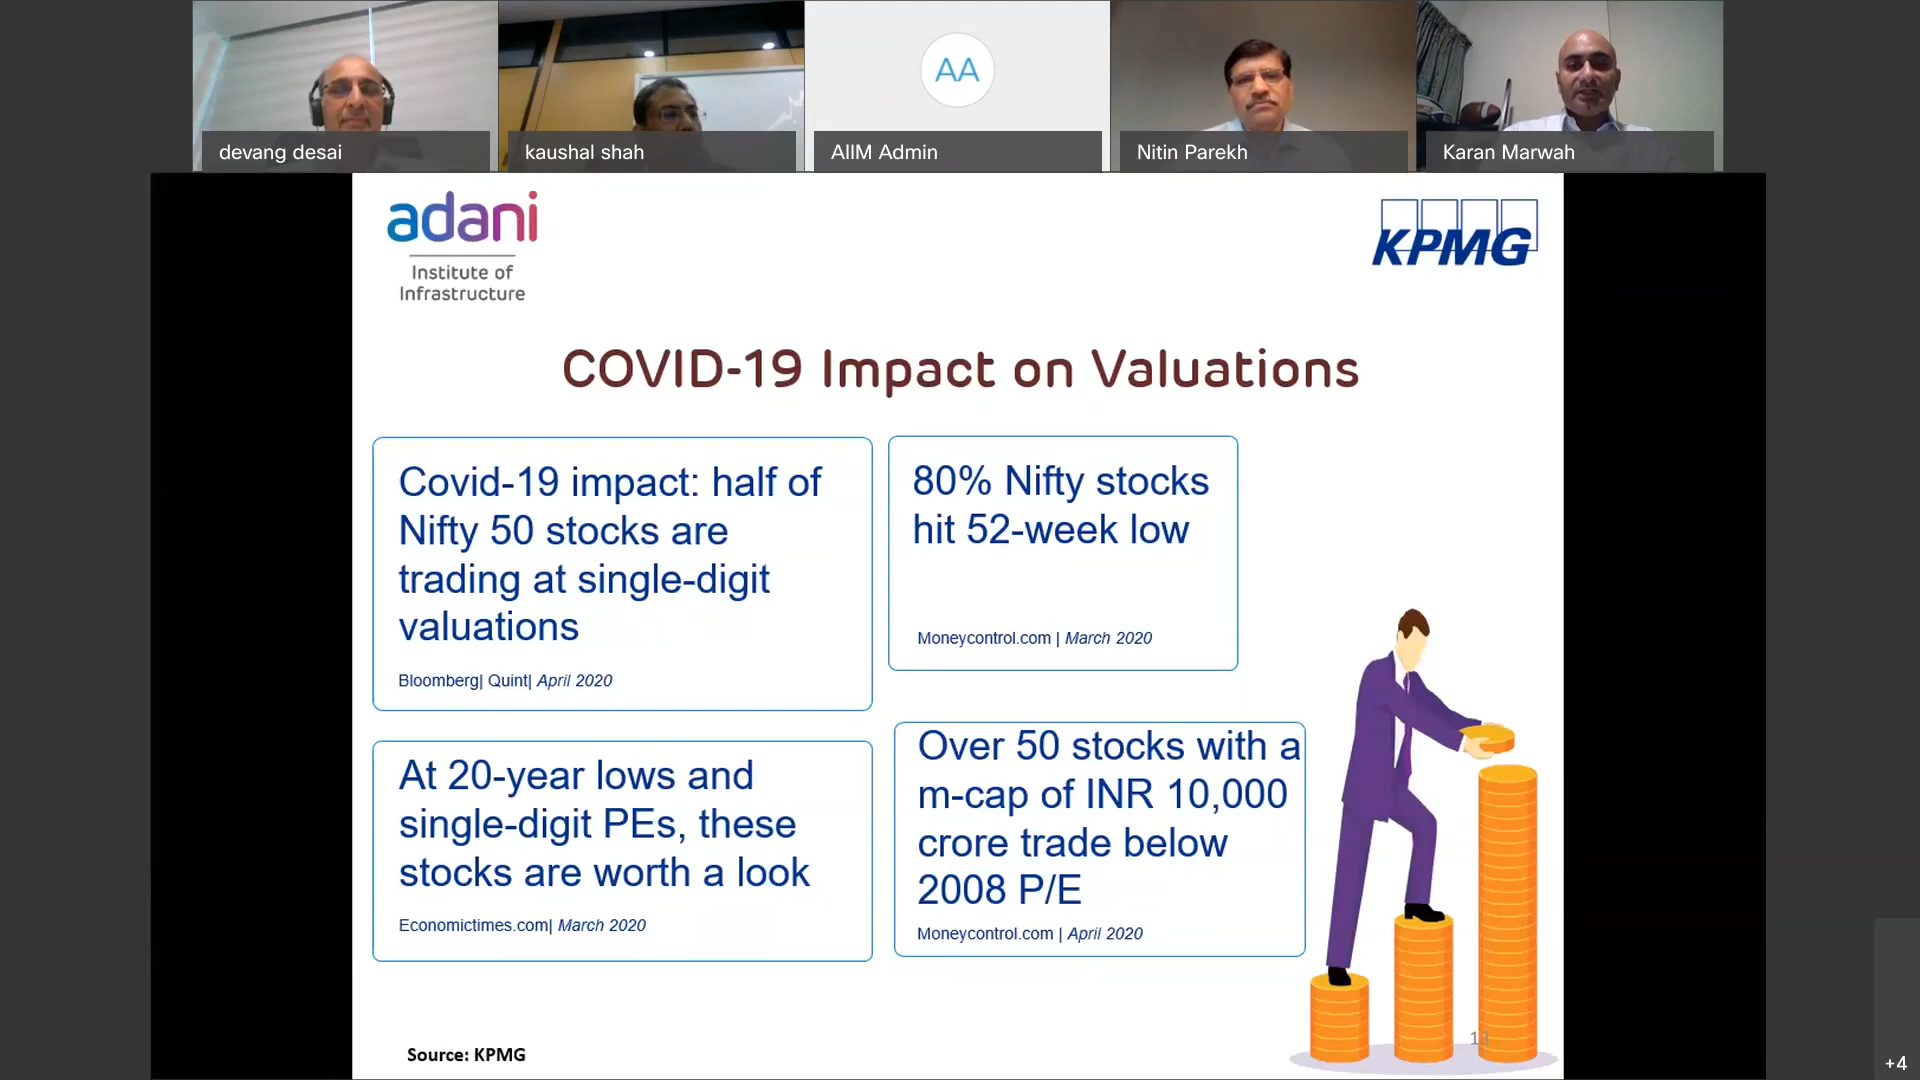 AA
devang desai
kaushal shah
AIIM Admin
Nitin Parekh
Karan Marwah
adani
Institute of
Infrastructure
KPMG
COVID-19 Impact on Valuations
Covid-19 impact: half of
Nifty 50 stocks are
trading at single-digit
valuations
Bloomberg| Quint| April 2020
80% Nifty stocks
hit 52-week low
Moneycontrol.com | March 2020
At 20-year lows and
single-digit PEs, these
stocks are worth a look
Economictimes.com| March 2020
Over 50 stocks with a
m-cap of INR 10,000
crore trade below
2008 P/E
Moneycontrol.com | April 2020
Source: KPMG
+4